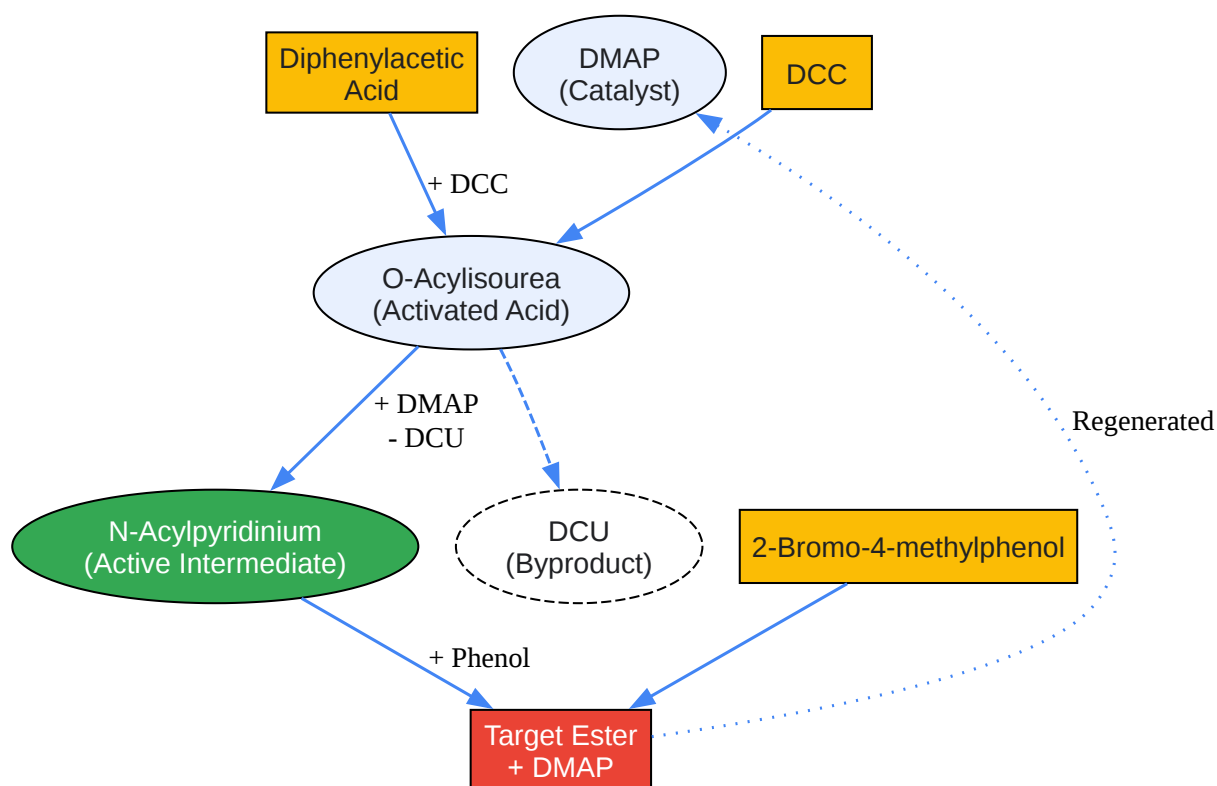 Diphenylacetic
Acid
DMAP
(Catalyst)
DCC
+ DCC
O-Acylisourea
(Activated Acid)
+ DMAP
- DCU
Regenerated
N-Acylpyridinium
(Active Intermediate)
DCU
(Byproduct)
2-Bromo-4-methylphenol
+ Phenol
Target Ester
+ DMAP